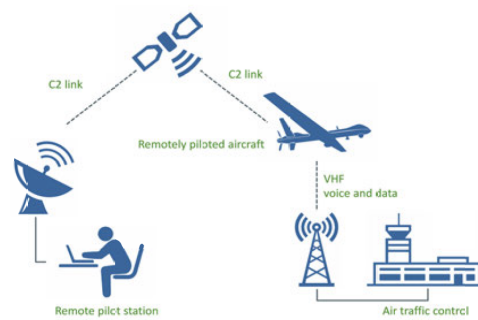 C2 link
C2 link
Remotely piloted aircraft
VHF
voice and data
Remote pilot station
Air traffic control